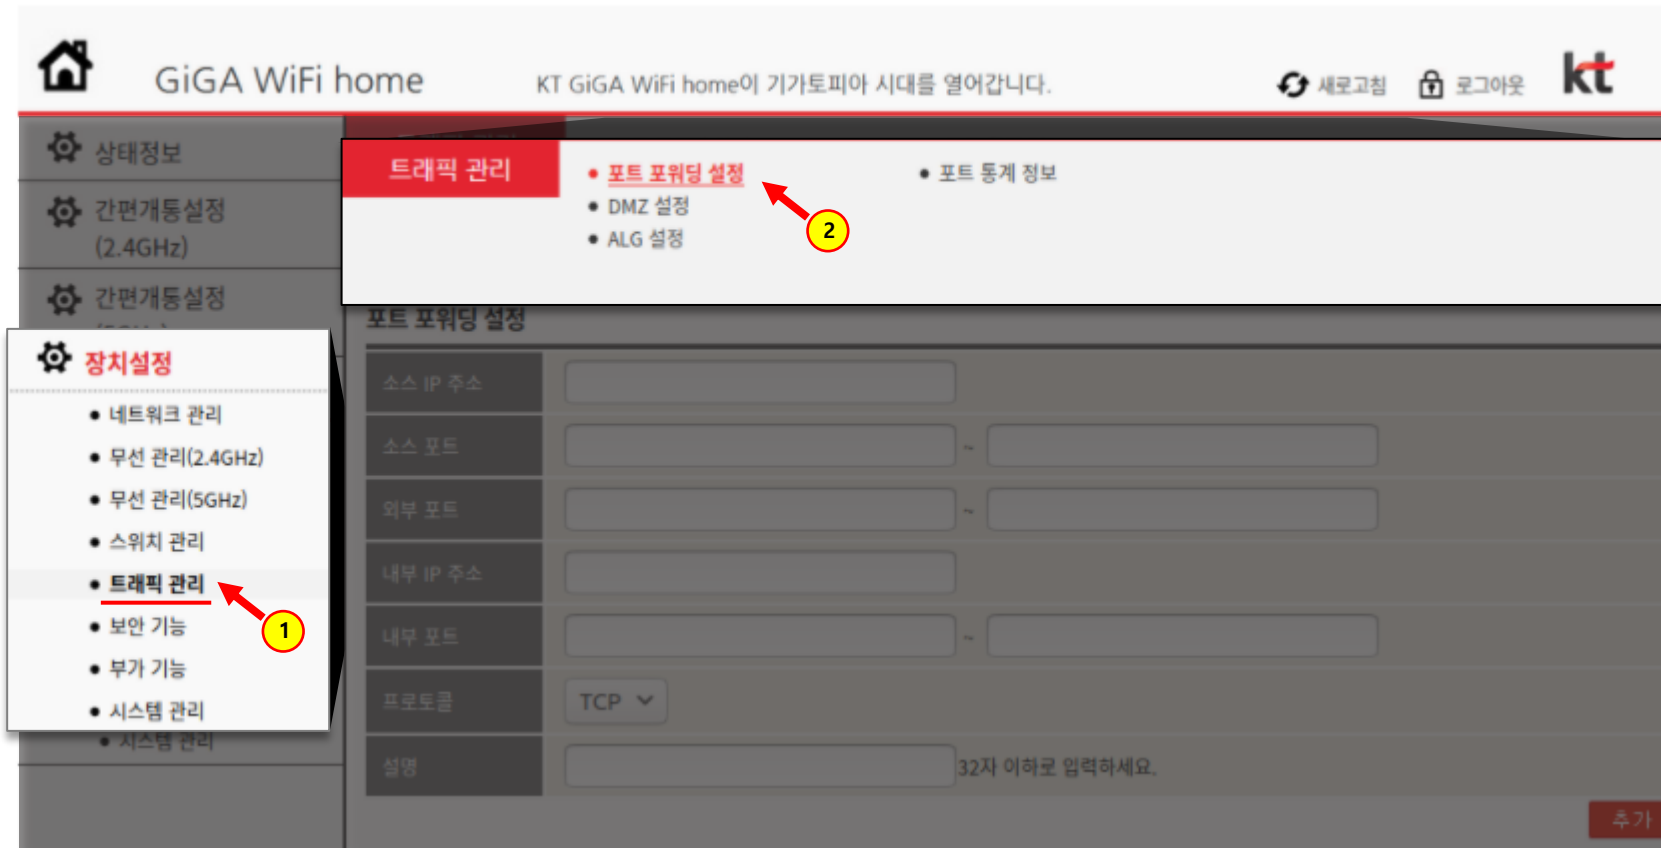 GiGA WiFi home
KT GiGA WiFi home이 기가토피아 시대를 열어갑니다.
새로고침
로그아웃
kt
상태정보
간편개통설정
(2.4GHz)
간편개통설정
장치설정
네트워크 관리
무선 관리(2.4GHz)
무선 관리(5GHz)
스위치 관리
트래픽 관리
1
보안 기능
부가 기능
시스템 관리
시스템 관리
트래픽 관리
포트 포워딩 설정
DMZ 설정
ALG 설정
2
포트 통계 정보
포트 포워딩 설정
소스 IP 주소
소스 포트
~
외부 포트
~
내부 IP 주소
내부 포트
~
프로토콜
TCP
설명
32자 이하로 입력하세요.
추가